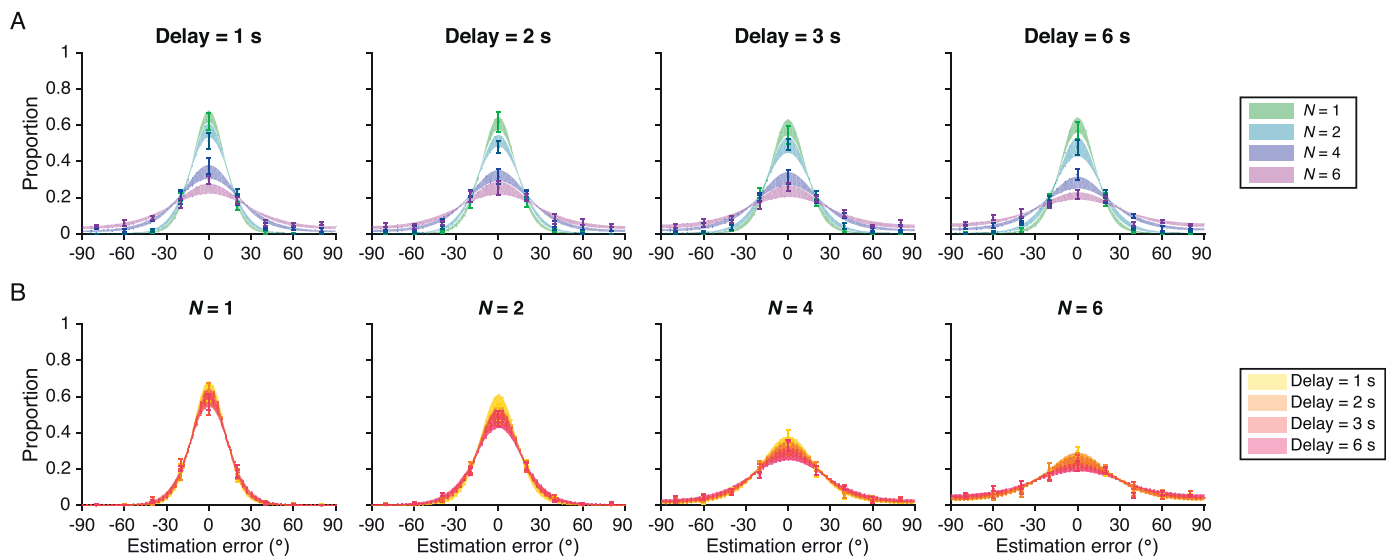 A
Delay = 1 s
Delay = 2 s
Delay = 3 s
Delay = 6 s
Proportion
1
0.8
0.6
0.4
0.2
0
-90 -60 -30 0 30 60 90
-90 -60 -30 0 30 60 90
-90 -60 -30 0 30 60 90
-90 -60 -30 0 30 60 90
N = 1
N = 2
N = 4
N = 6
B
N = 1
N = 2
N = 4
N = 6
Proportion
1
0.8
0.6
0.4
0.2
0
-90 -60 -30 0 30 60 90
-90 -60 -30 0 30 60 90
-90 -60 -30 0 30 60 90
-90 -60 -30 0 30 60 90
Estimation error (°)
Estimation error (°)
Estimation error (°)
Estimation error (°)
Delay = 1 s
Delay = 2 s
Delay = 3 s
Delay = 6 s